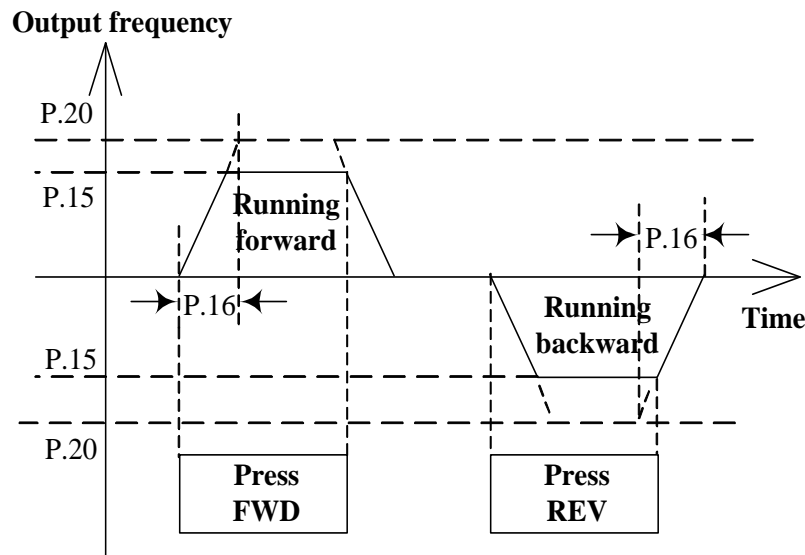 Output frequency
P.20
P.15
Running
forward
P.16
P.16
Running
backward
Time
P.15
P.20
Press
FWD
Press
REV